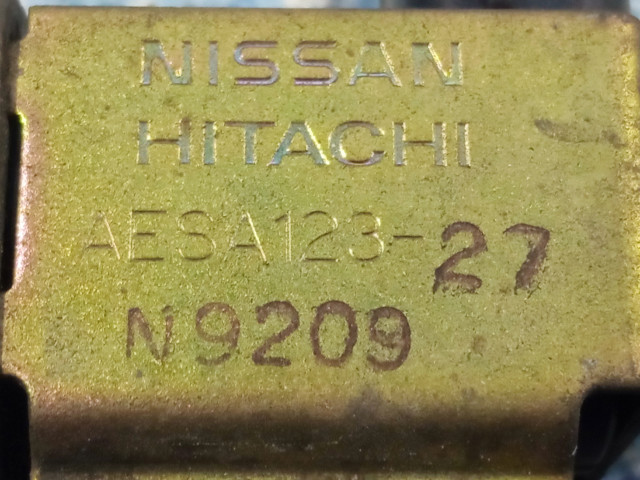 NISSAN
HITACHI
AESA123-27
N9209